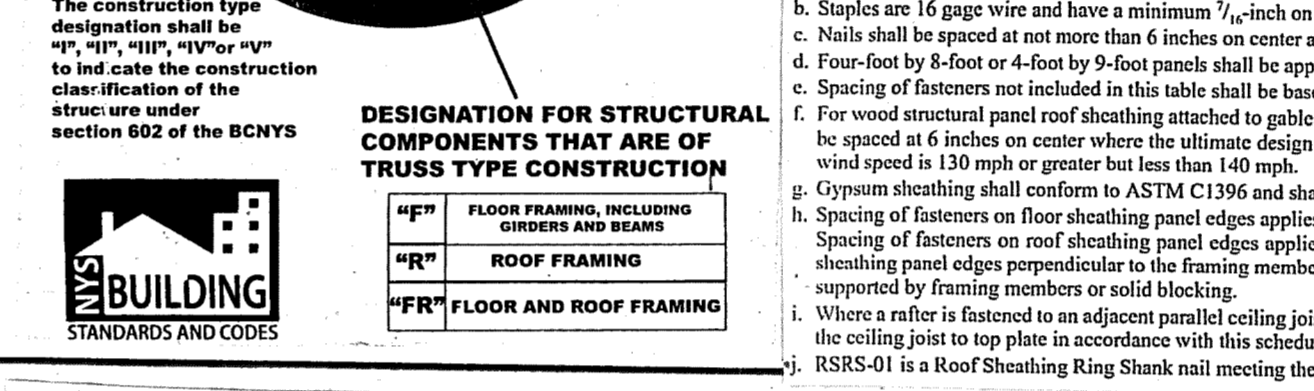 The construction type
designation shall be
“I”, “II”, “III”, “IV”or “V”
to indicate the construction
classification of the
structure under
section 602 of the BCNYS
NYS
BUILDING
STANDARDS AND CODES
DESIGNATION FOR STRUCTURAL
COMPONENTS THAT ARE OF
TRUSS TYPE CONSTRUCTION
“F” FLOOR FRAMING, INCLUDING
GIRDERS AND BEAMS
“R” ROOF FRAMING
“FR” FLOOR AND ROOF FRAMING
b. Staples are 16 gage wire and have a minimum 7/16-inch on
c. Nails shall be spaced at not more than 6 inches on center a
d. Four-foot by 8-foot or 4-foot by 9-foot panels shall be app
e. Spacing of fasteners not included in this table shall be base
f. For wood structural panel roof sheathing attached to gable
be spaced at 6 inches on center where the ultimate design
wind speed is 130 mph or greater but less than 140 mph.
g. Gypsum sheathing shall conform to ASTM C1396 and sha
h. Spacing of fasteners on floor sheathing panel edges applies
Spacing of fasteners on roof sheathing panel edges applie
sheathing panel edges perpendicular to the framing membe
supported by framing members or solid blocking.
i. Where a rafter is fastened to an adjacent parallel ceiling joi
the ceiling joist to top plate in accordance with this schedu
j. RSRS-01 is a Roof Sheathing Ring Shank nail meeting the